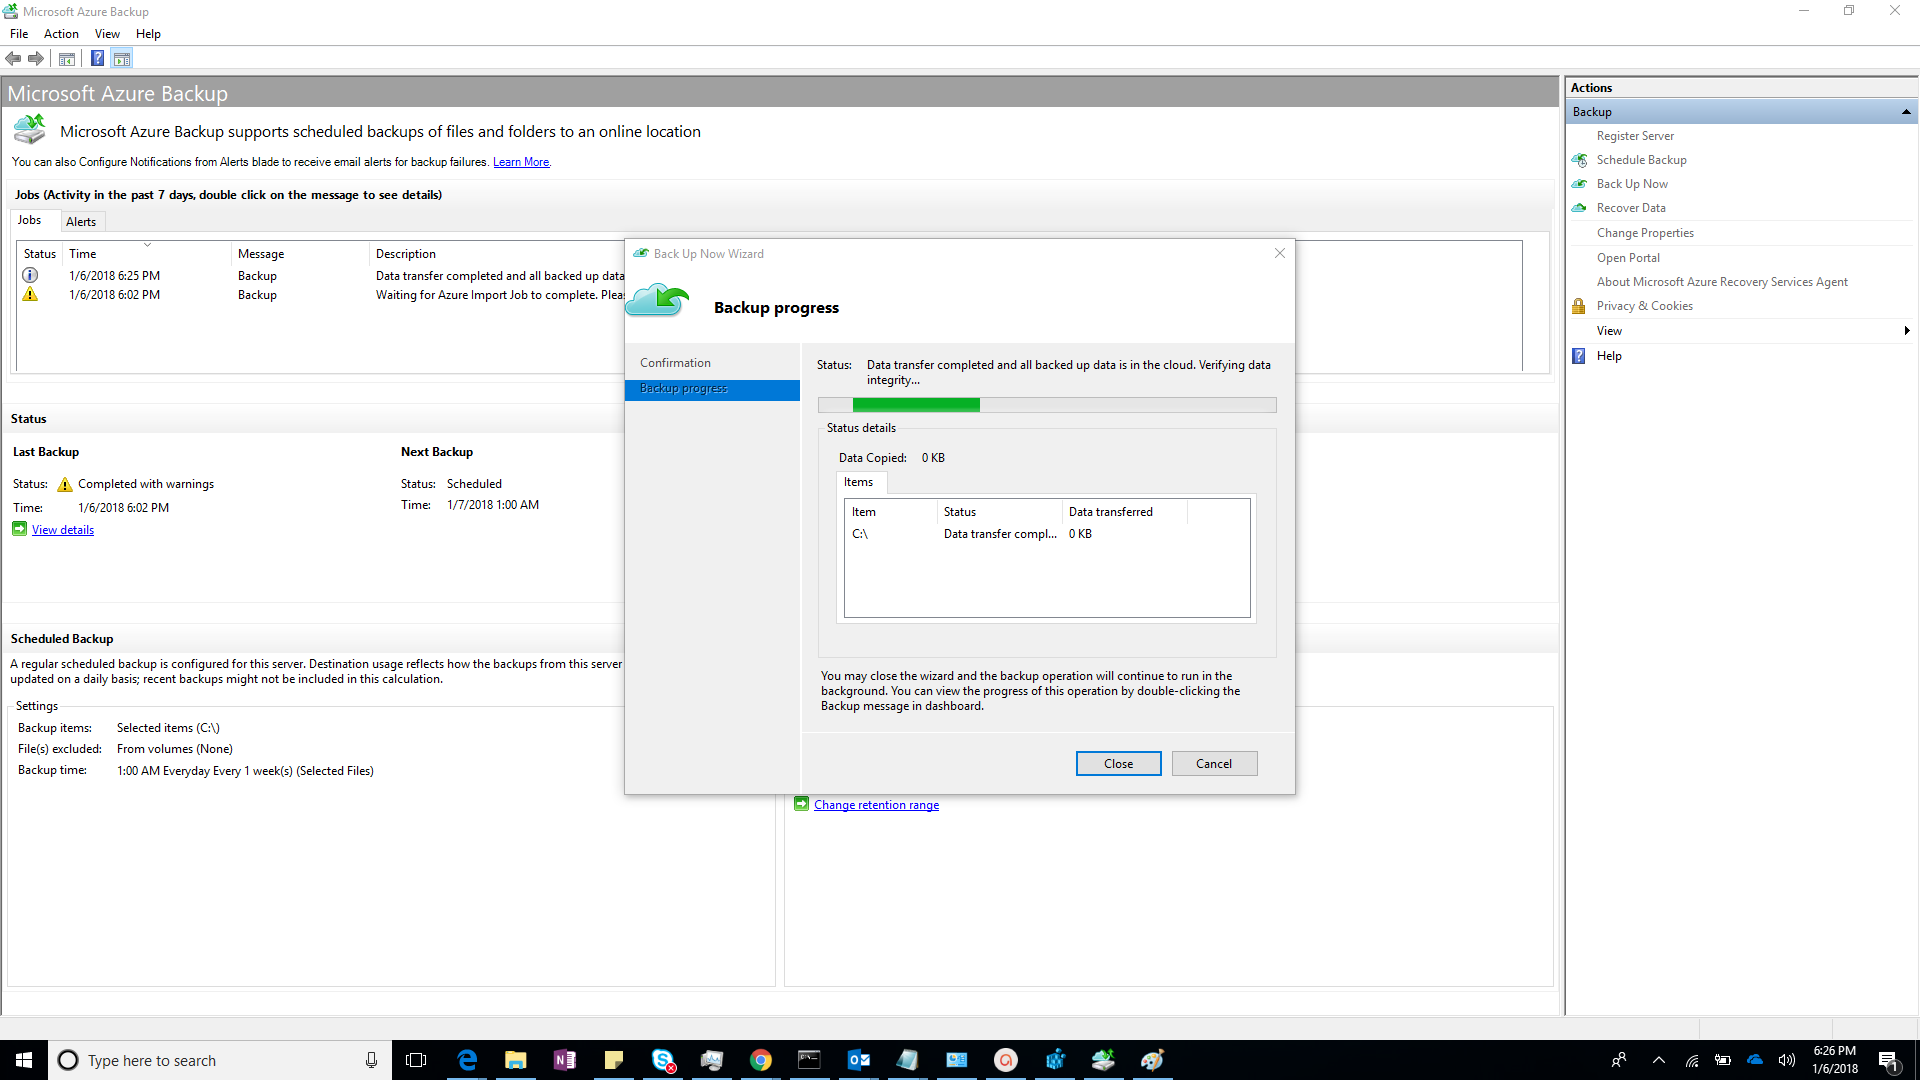 Microsoft Azure Backup
File Action View Help
Microsoft Azure Backup
Microsoft Azure Backup supports scheduled backups of files and folders to an online location
You can also Configure Notifications from Alerts blade to receive email alerts for backup failures. Learn More.
Jobs (Activity in the past 7 days, double click on the message to see details)
Jobs Alerts
Status Time Message Description
1/6/2018 6:25 PM Backup Data transfer completed and all backed up data
1/6/2018 6:02 PM Backup Waiting for Azure Import Job to complete.
Status
Last Backup
Status: Completed with warnings
Time: 1/6/2018 6:02 PM
View details
Next Backup
Status: Scheduled
Time: 1/7/2018 1:00 AM
Scheduled Backup
A regular scheduled backup is configured for this server. Destination usage reflects how the backups from this server
updated on a daily basis; recent backups might not be included in this calculation.
Settings
Backup items: Selected items (C:\)
File(s) excluded: From volumes (None)
Backup time: 1:00 AM Everyday Every 1 week(s) (Selected Files)
Change retention range
Back Up Now Wizard
Backup progress
Confirmation
Backup progress
Status: Data transfer completed and all backed up data is in the cloud. Verifying data
integrity...
Status details
Data Copied: 0 KB
Items
Item Status Data transferred
C:\ Data transfer compl... 0 KB
You may close the wizard and the backup operation will continue to run in the
background. You can view the progress of this operation by double-clicking the
Backup message in dashboard.
Close Cancel
Actions
Backup
Register Server
Schedule Backup
Back Up Now
Recover Data
Change Properties
Open Portal
About Microsoft Azure Recovery Services Agent
Privacy & Cookies
View
Help
Type here to search
6:26 PM
1/6/2018
1